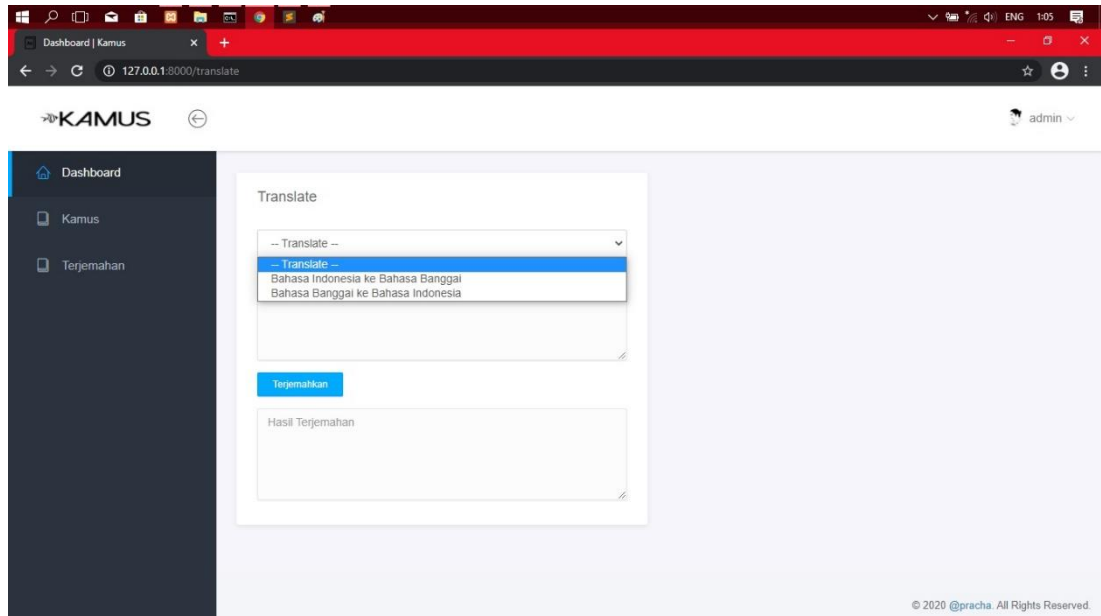 ENG 1:05
Dashboard | Kamus
127.0.0.1:8000/translate
KAMUS
admin
Dashboard
Kamus
Terjemahan
Translate
-- Translate --
-- Translate --
Bahasa Indonesia ke Bahasa Banggai
Bahasa Banggai ke Bahasa Indonesia
Terjemahkan
Hasil Terjemahan
© 2020 @pracha. All Rights Reserved.